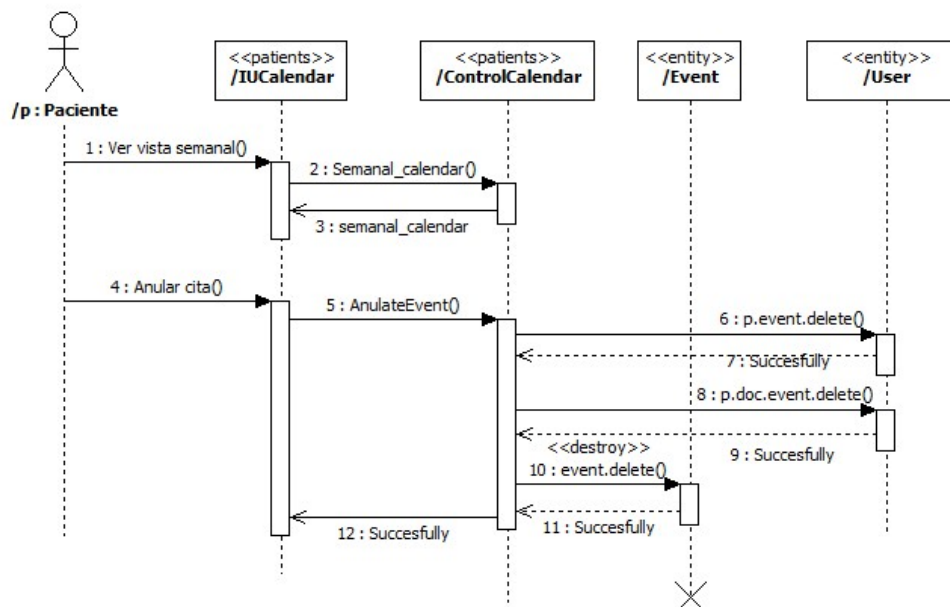 <<patients>>
/IUCalendar
<<patients>>
/ControlCalendar
<<entity>>
/Event
<<entity>>
/User
/p : Paciente
1 : Ver vista semanal()
2 : Semanal_calendar()
3 : semanal_calendar
4 : Anular cita()
5 : AnulateEvent()
6 : p.event.delete()
7 : Succesfully
8 : p.doc.event.delete()
9 : Succesfully
<<destroy>>
10 : event.delete()
11 : Succesfully
12 : Succesfully